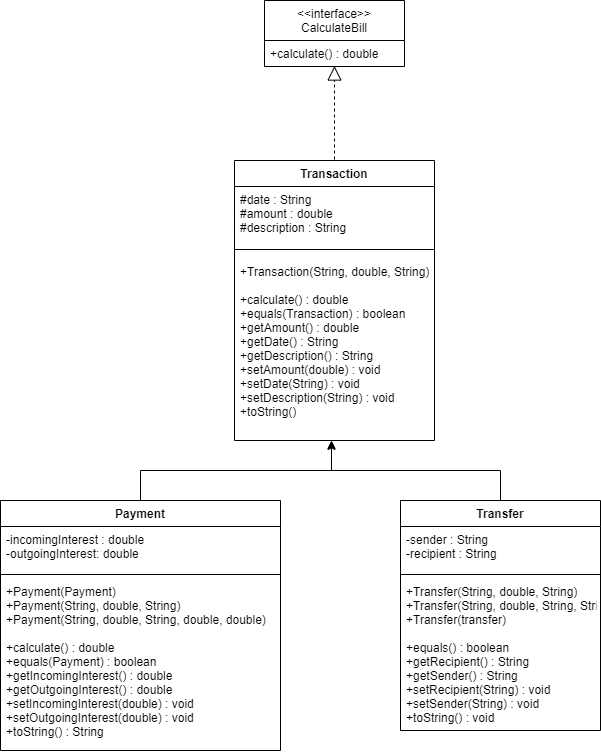 <<interface>>
CalculateBill
+calculate() : double
Transaction
#date : String
#amount : double
#description : String
+Transaction(String, double, String)
+calculate() : double
+equals(Transaction) : boolean
+getAmount() : double
+getDate() : String
+getDescription() : String
+setAmount(double) : void
+setDate(String) : void
+setDescription(String) : void
+toString()
Payment
-incomingInterest : double
-outgoingInterest: double
+Payment(Payment)
+Payment(String, double, String)
+Payment(String, double, String, double, double)
+calculate() : double
+equals(Payment) : boolean
+getIncomingInterest() : double
+getOutgoingInterest() : double
+setIncomingInterest(double) : void
+setOutgoingInterest(double) : void
+toString() : String
Transfer
-sender : String
-recipient : String
+Transfer(String, double, String)
+Transfer(String, double, String, Stri
+Transfer(transfer)
+equals() : boolean
+getRecipient() : String
+getSender() : String
+setRecipient(String) : void
+setSender(String) : void
+toString() : void